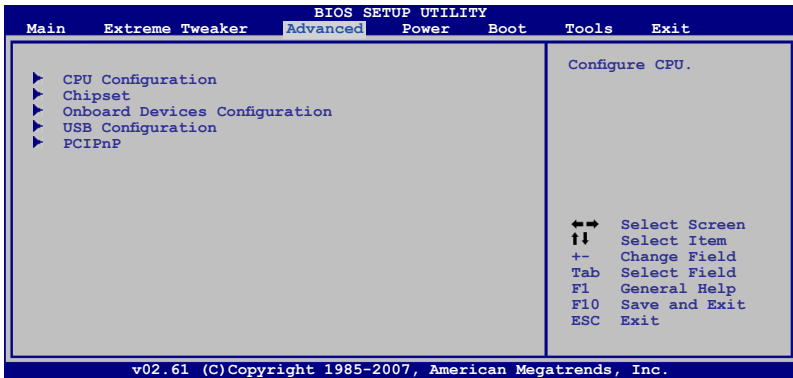 BIOS SETUP UTILITY
Main Extreme Tweaker Advanced Power Boot Tools Exit
CPU Configuration
Chipset
Onboard Devices Configuration
USB Configuration
PCIPnP
Configure CPU.
←→ Select Screen
↑↓ Select Item
+- Change Field
Tab Select Field
F1 General Help
F10 Save and Exit
ESC Exit
v02.61 (C)Copyright 1985-2007, American Megatrends, Inc.